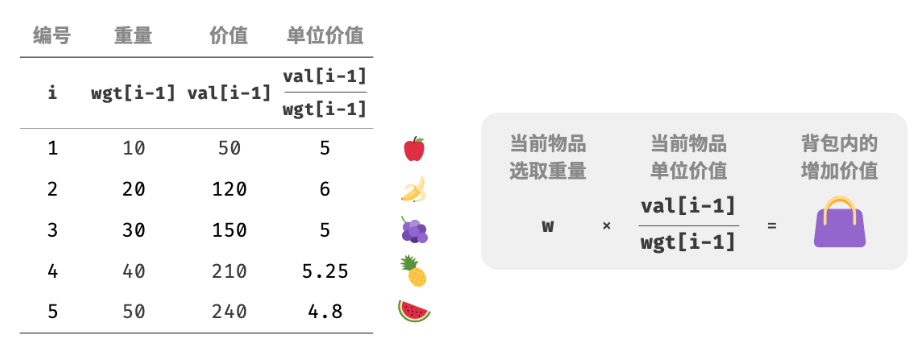 编号 重量 价值 单位价值
i wgt[i-1] val[i-1] val[i-1]
wgt[i-1]
1 10 50 5
2 20 120 6
3 30 150 5
4 40 210 5.25
5 50 240 4.8
当前物品 当前物品 背包内的
选取重量 单位价值 增加价值
w × val[i-1] =
wgt[i-1]